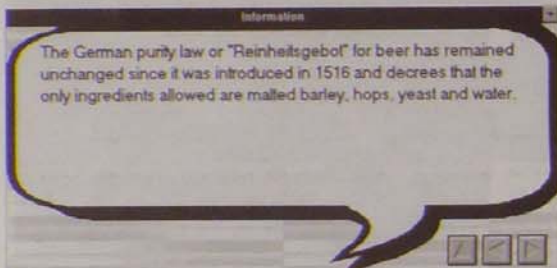 Information
The German purity law or "Reinheitsgebot" for beer has remained
unchanged since it was introduced in 1516 and decrees that the
only ingredients allowed are malted barley, hops, yeast and water.